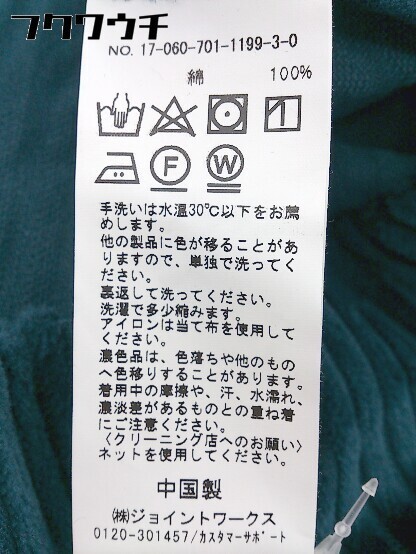 フクウウチ
NO. 17-060-701-1199-3-0
綿 100%
F W
手洗いは水温30℃以下をお薦
めします。
他の製品に色が移ることがあ
りますので、単独で洗ってく
ださい。
裏返して洗ってください。
洗濯で多少縮みます。
アイロンは当て布を使用して
ください。
濃色品は、色落ちや他のもの
へ色移りすることがあります。
着用中の摩擦や、汗、水濡れ、
濃淡差があるものとの重ね着
にご注意ください。
〈クリーニング店へのお願い〉
ネットを使用してください。
中国製
㈱ジョイントワークス
0120-301457/カスタマーサポート